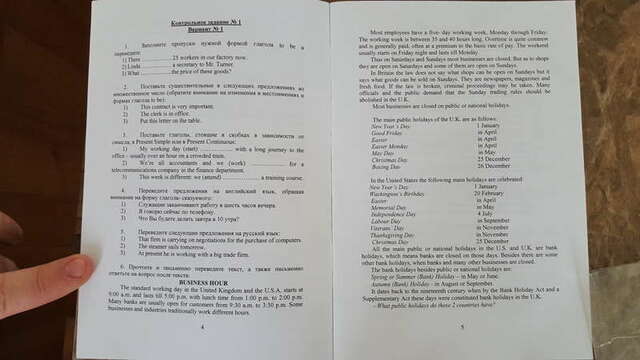 Контрольное задание № 1
Вариант № 1
1. Заполните пропуски нужной формой глагола to be и
переведите:
1) There ............. 25 workers in our factory now.
2) Linda ............. a secretary to Mr. Turner.
3) What ............. the price of these goods?
2. Поставьте существительные в следующих предложениях во
множественное число (обратите внимание на изменения в местоимениях и
формах глагола to be):
1) This contract is very important.
2) The clerk is in office.
3) Put this letter on the table.
3. Поставьте глаголы, стоящие в скобках в зависимости от
смысла, в Present Simple или в Present Continuous:
1) My working day (start) ............. with a long journey to the
office - usually over an hour on a crowded train.
2) We're all accountants and we (work) ............. for a
telecommunications company in the finance department.
3) This week is different: we (attend) ............. a training course.
4. Переведите предложения на английский язык, обращая
внимание на форму глагола-сказуемого:
1) Служащие заканчивают работу в шесть часов вечера.
2) Я говорю сейчас по телефону.
3) Что Вы будете делать завтра в 10 утра?
5. Переведите следующие предложения на русский язык:
1) That firm is carrying on negotiations for the purchase of computers.
2) The steamer sails tomorrow.
3) At present he is working with a big trade firm.
6. Прочтите и письменно переведите текст, а также письменно
ответьте на вопрос после текста:
BUSINESS HOUR
The standard working day in the United Kingdom and the U.S.A. starts at
9:00 a.m. and lasts till 5:00 p.m. with lunch time from 1:00 p.m. to 2:00 p.m.
Many banks are usually open for customers from 9:30 a.m. to 3:30 p.m. Some
businesses and industries traditionally work different hours.
4
Most employees have a five-day working week, Monday through Friday.
The working week is between 35 and 40 hours long. Overtime is quite common
and is generally paid, often at a premium to the basic rate of pay. The weekend
usually starts on Friday night and lasts till Monday.
Thus on Saturdays and Sundays most businesses are closed. But as to shops
they are open on Saturdays and some of them are open on Sundays.
In Britain the law does not say what shops can be open on Sundays but it
says what goods can be sold on Sundays. They are newspapers, magazines and
fresh food. If the law is broken, criminal proceedings may be taken. Many
officials and the public demand that the Sunday trading rules should be
abolished in the U.K.
Most businesses are closed on public or national holidays.
The main public holidays of the U.K. are as follows:
New Year's Day 1 January
Good Friday in April
Easter in April
Easter Monday in April
May Day in May
Christmas Day 25 December
Boxing Day 26 December
In the United States the following main holidays are celebrated:
New Year's Day 1 January
Washington's Birthday 20 February
Easter in April
Memorial Day in May
Independence Day 4 July
Labour Day in September
Veterans' Day in November
Thanksgiving Day in November
Christmas Day 25 December
All the main public or national holidays in the U.S. and U.K. are bank
holidays, which means banks are closed on those days. Besides there are some
other bank holidays, when banks and many other businesses are closed.
The bank holidays besides public or national holidays are:
Spring or Summer (Bank) Holiday – in May or June.
Autumn (Bank) Holiday - in August or September.
It dates back to the nineteenth century when by the Bank Holiday Act and a
Supplementary Act these days were constituted bank holidays in the U.K.
–What public holidays do these 2 countries have?
5